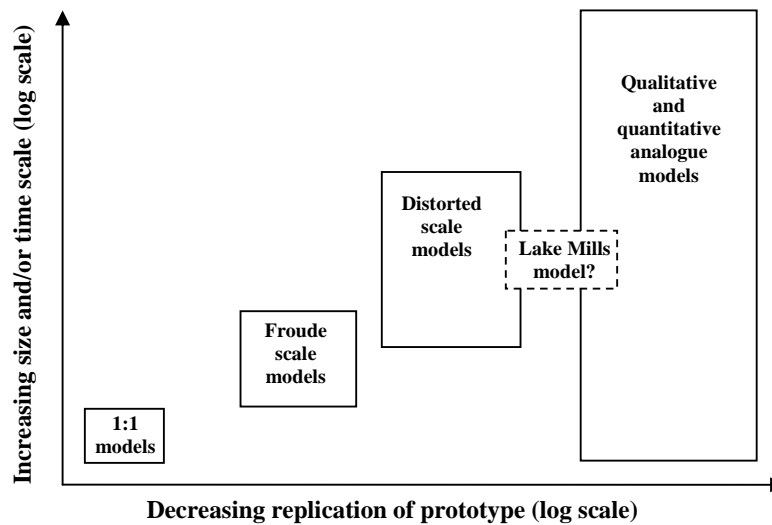 Increasing size and/or time scale (log scale)
Qualitative
and
quantitative
analogue
models
Distorted
scale
models
Lake Mills
model?
Froude
scale
models
1:1
models
Decreasing replication of prototype (log scale)